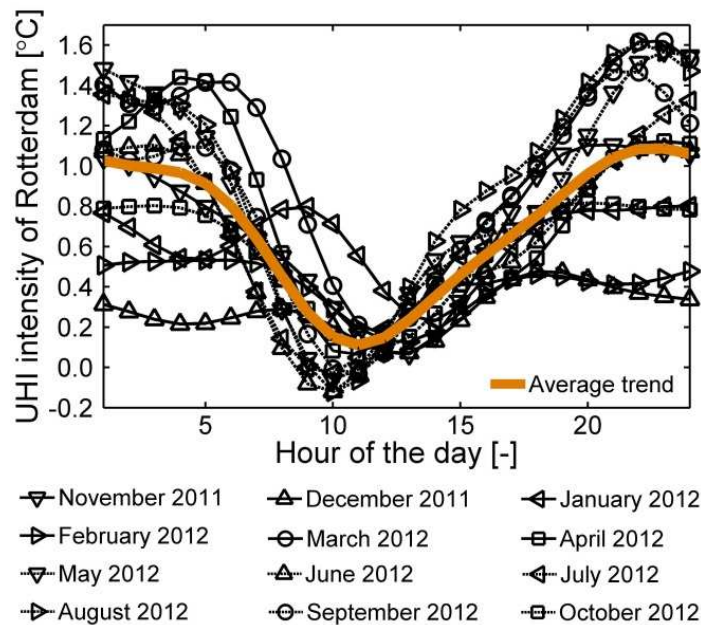 UHI intensity of Rotterdam [°C]
1.6
1.4
1.2
1.0
0.8
0.6
0.4
0.2
0.0
-0.2
Average trend
5
10
15
20
Hour of the day [-]
November 2011
December 2011
January 2012
February 2012
March 2012
April 2012
May 2012
June 2012
July 2012
August 2012
September 2012
October 2012